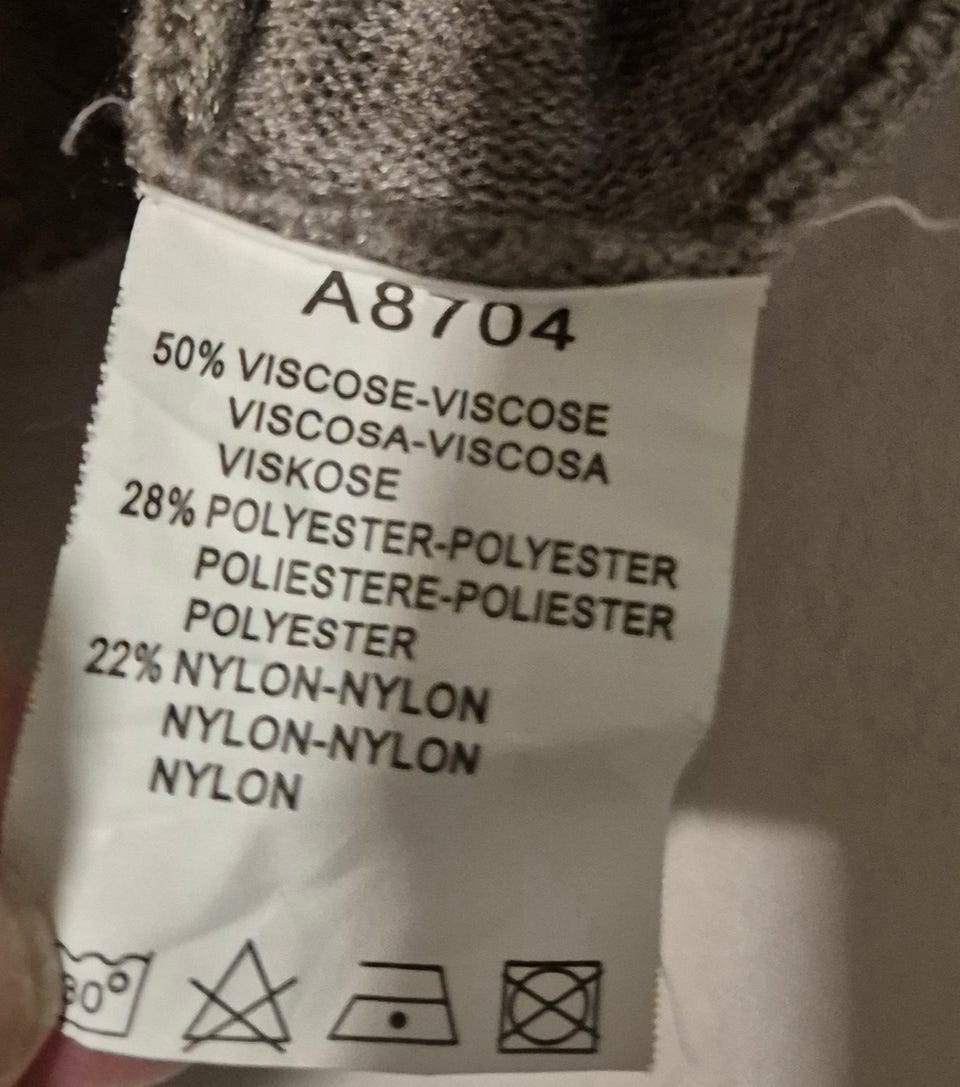 A8704
50% VISCOSE-VISCOSE
VISCOSA-VISCOSA
VISKOSE
28% POLYESTER-POLYESTER
POLIESTERE-POLIESTER
POLYESTER
22% NYLON-NYLON
NYLON-NYLON
NYLON
30°